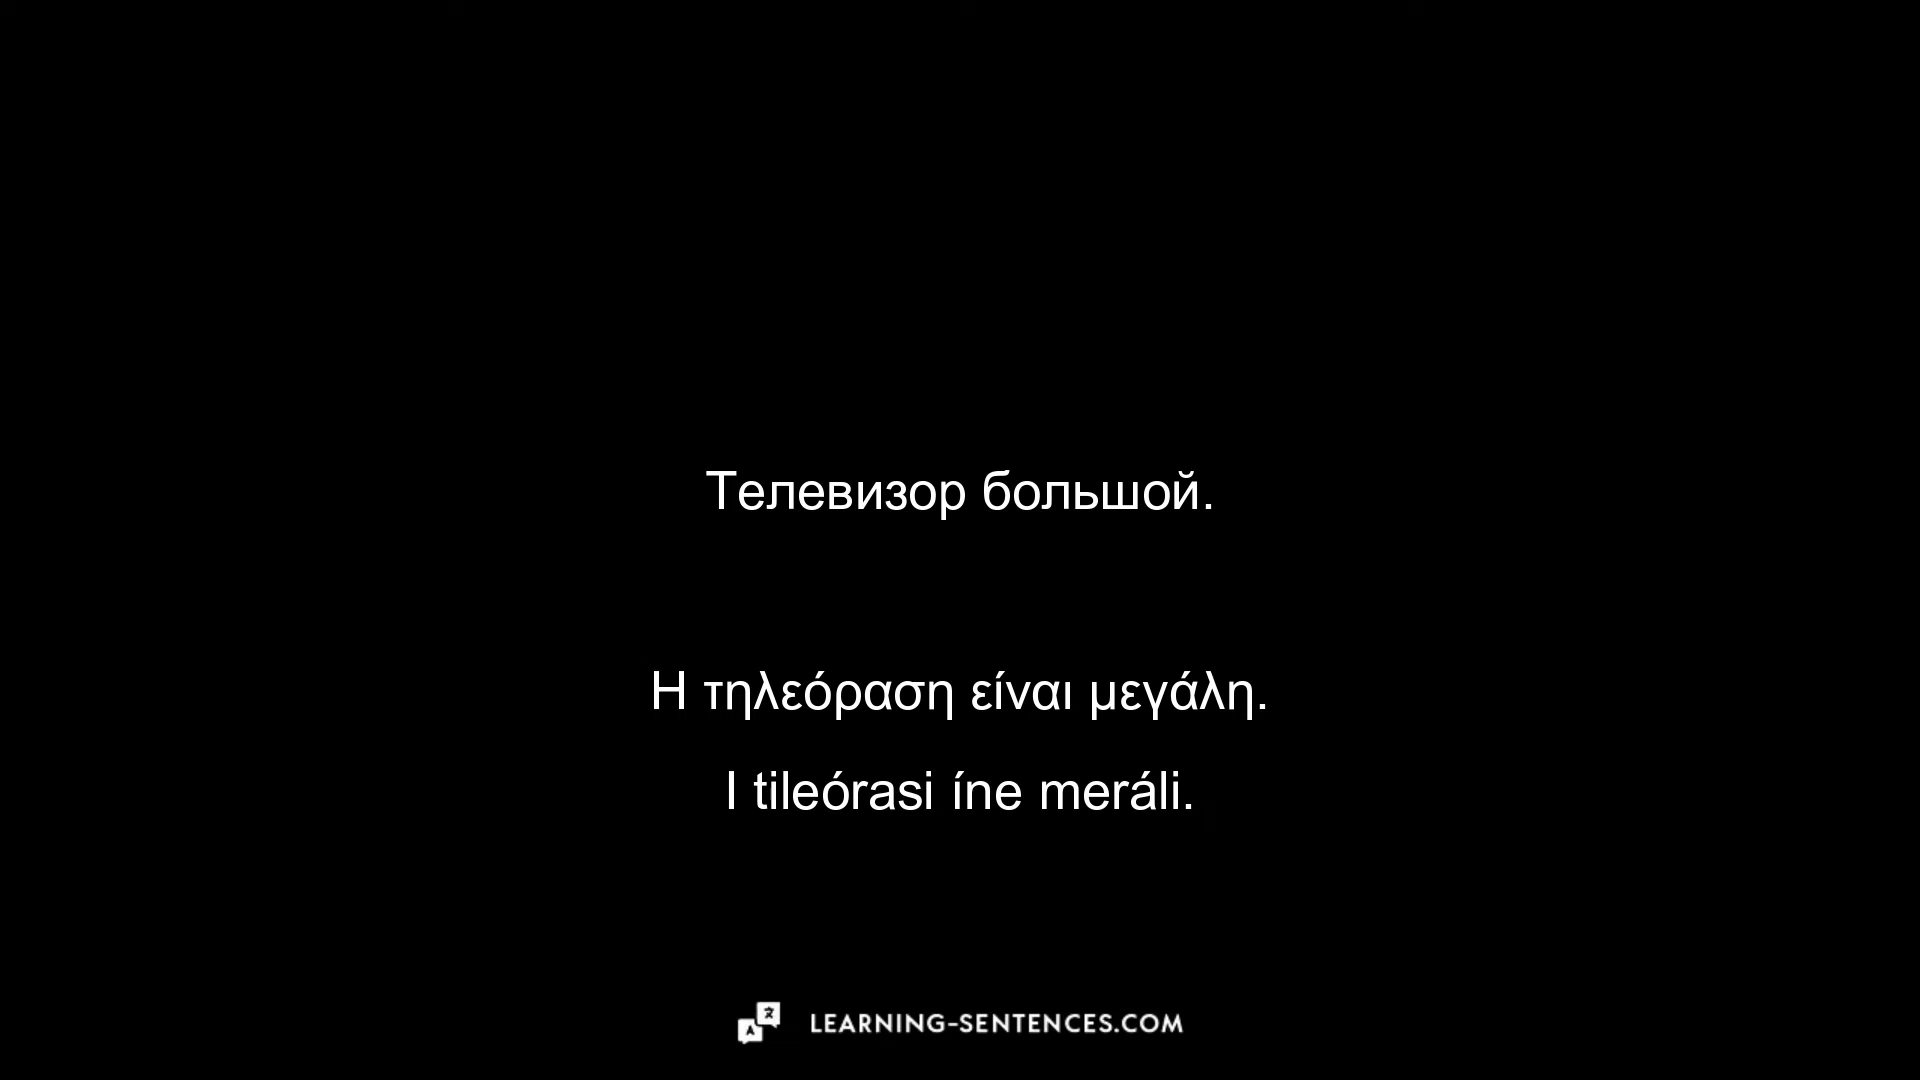 Телевизор большой.
Η τηλεόραση είναι μεγάλη.
I tileórasi íne meráli.
LEARNING-SENTENCES.COM